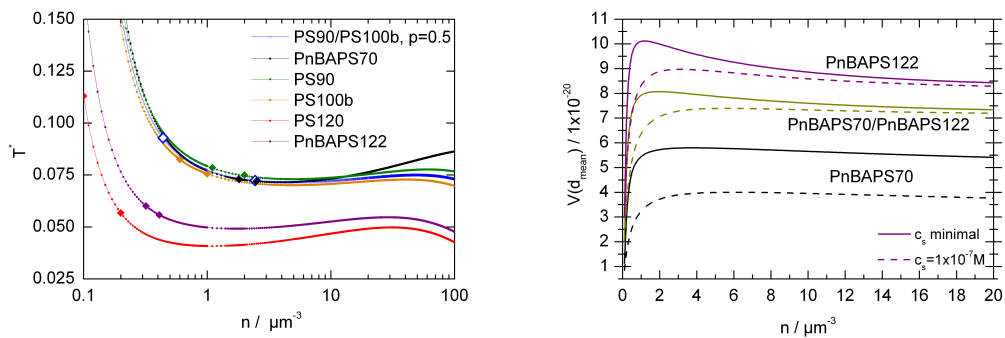 0.150
0.125
0.100
0.075
0.050
0.025
T*
0.1
1
10
100
n / µm-3
PS90/PS100b, p=0.5
PnBAPS70
PS90
PS100b
PS120
PnBAPS122
11
10
9
8
7
6
5
4
3
2
1
V(dmean) / 1x10-20
0
2
4
6
8
10
12
14
16
18
20
n / µm-3
PnBAPS122
PnBAPS70/PnBAPS122
PnBAPS70
cs minimal
cs=1x10-7M